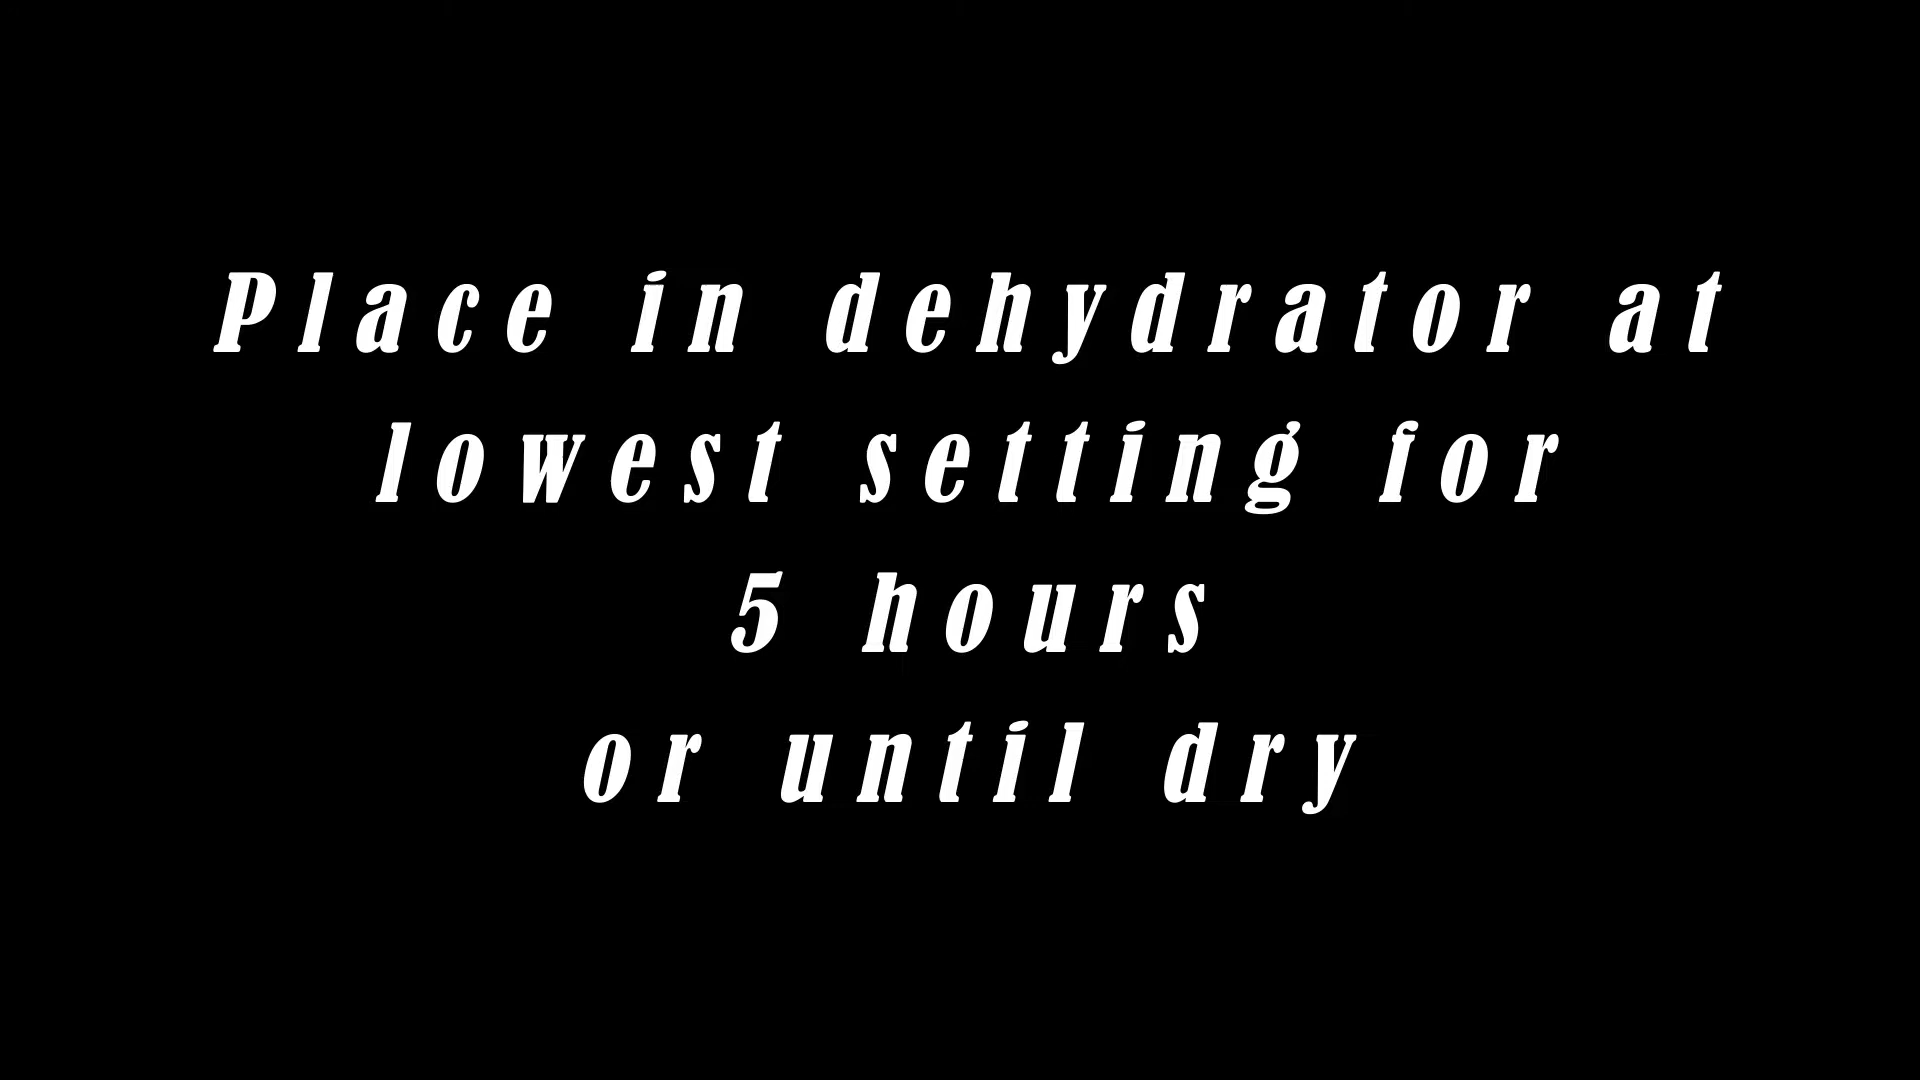 Place in dehydrator at
lowest setting for
5 hours
or until dry